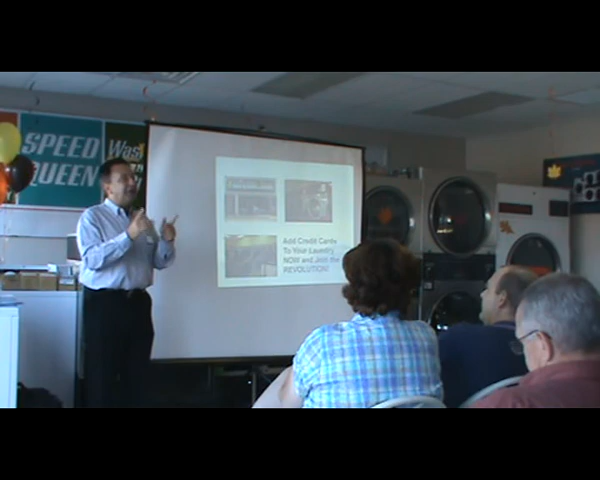 SPEED
QUEEN
Was
Add Credit Cards
To Your Laundry
NOW and Join the
REVOLUTION!